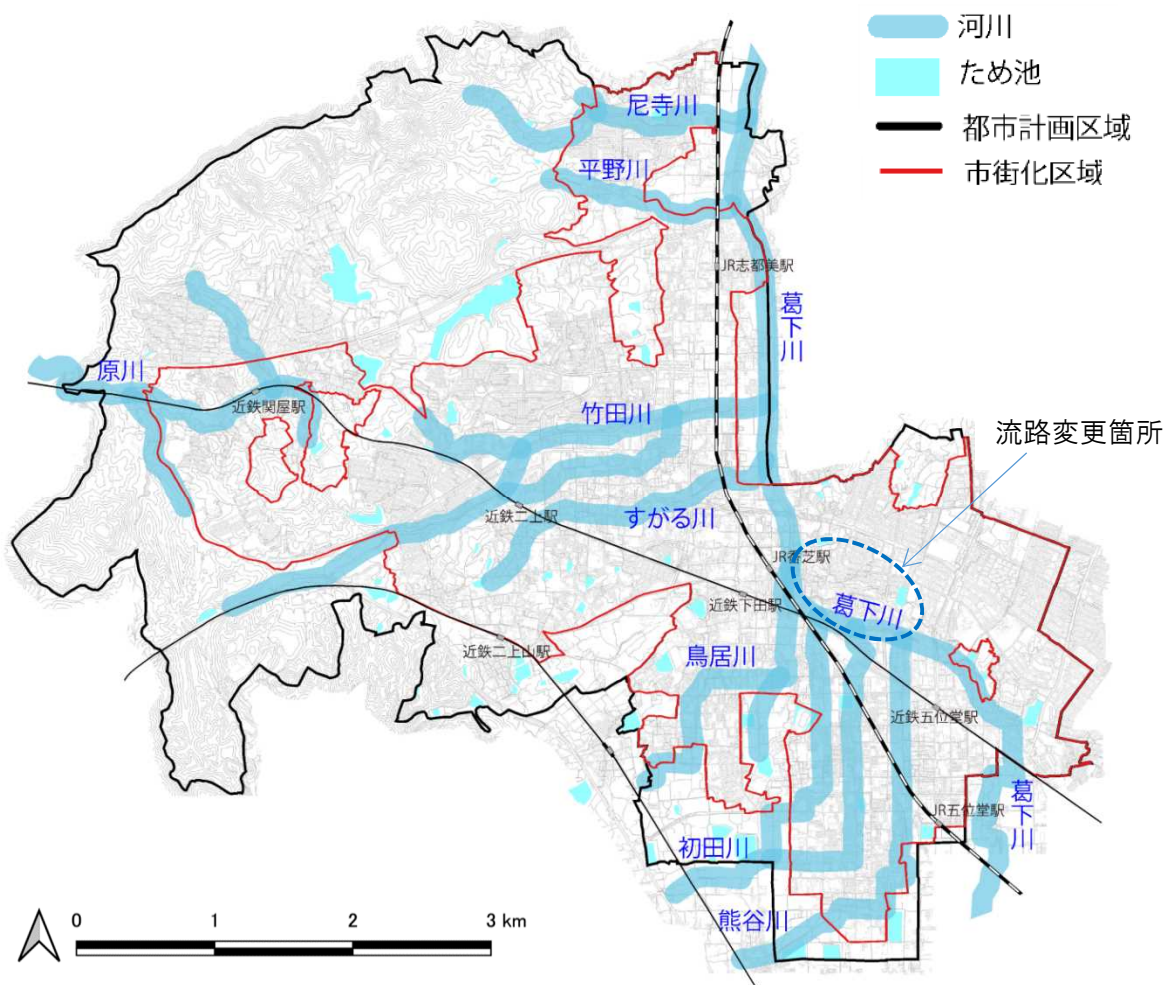 河川
ため池
都市計画区域
市街化区域
尼寺川
平野川
JR志都美駅
葛下川
原川
近鉄関屋駅
竹田川
流路変更箇所
近鉄二上駅
すがる川
JR香芝駅
近鉄下田駅
葛下川
近鉄二上山駅
鳥居川
近鉄五位堂駅
JR五位堂駅
葛下川
初田川
熊谷川
0 1 2 3 km